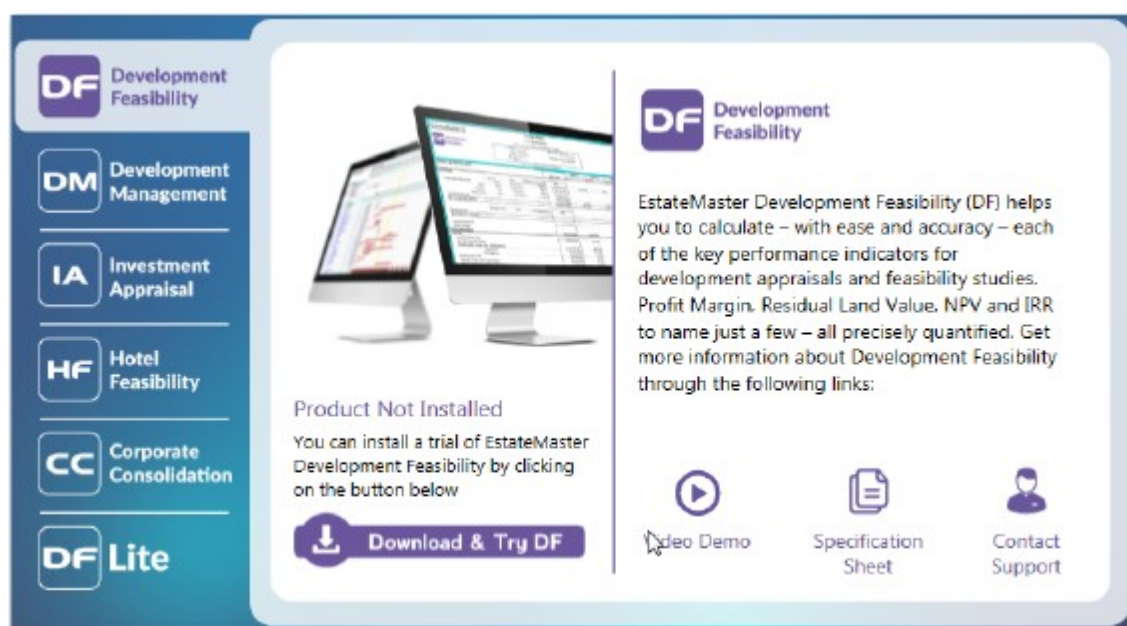 DF Development
Feasibility
DM Development
Management
IA Investment
Appraisal
HF Hotel
Feasibility
CC Corporate
Consolidation
DF Lite
Product Not Installed
You can install a trial of EstateMaster
Development Feasibility by clicking
on the button below
Download & Try DF
DF Development
Feasibility
EstateMaster Development Feasibility (DF) helps
you to calculate – with ease and accuracy – each
of the key performance indicators for
development appraisals and feasibility studies.
Profit Margin, Residual Land Value, NPV and IRR
to name just a few – all precisely quantified. Get
more information about Development Feasibility
through the following links:
Video Demo
Specification
Sheet
Contact
Support